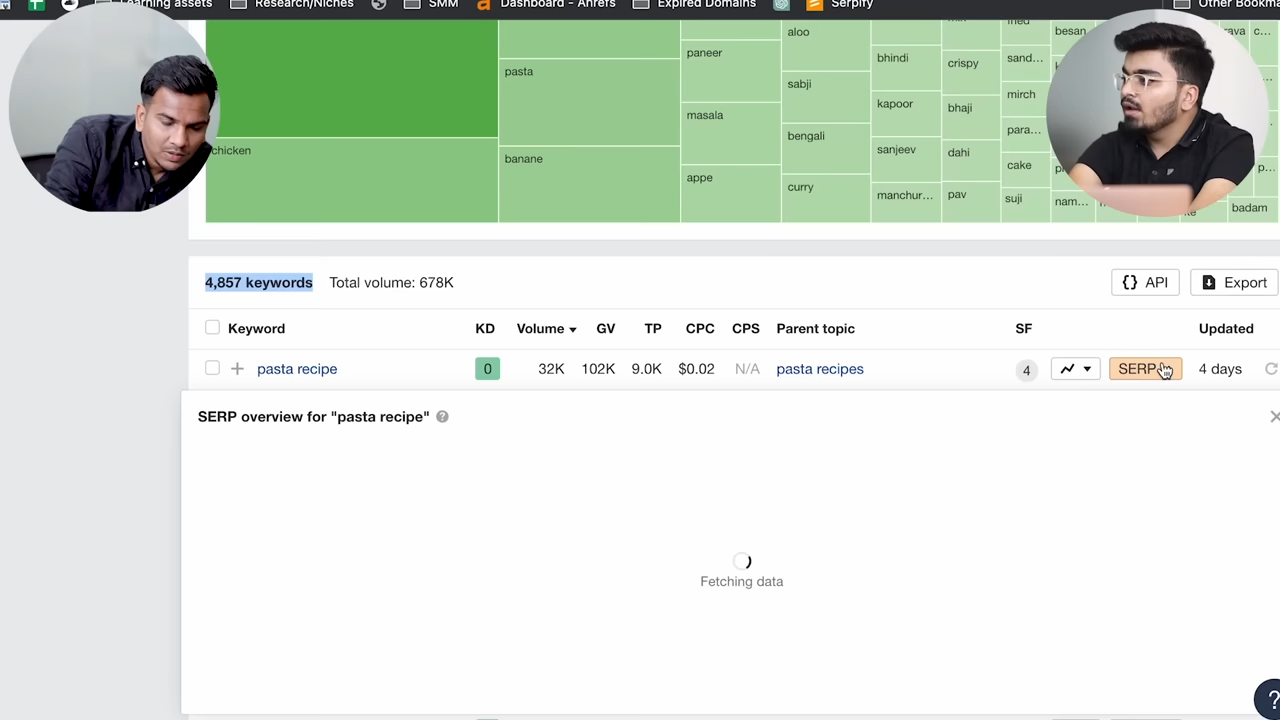 Learning assets Research/Niches SMM Dashboard - Ahrefs Expired Domains Serpify Other Bookma
chicken
pasta
banane
paneer
masala
appe
aloo
sabji
bengali
curry
bhindi
kapoor
sanjeev
manchur...
crispy
bhaji
dahi
pav
fried
sand...
mirch
para...
cake
suji
besan
nam...
c...
p...
badam
4,857 keywords Total volume: 678K
{} API Export
Keyword KD Volume GV TP CPC CPS Parent topic SF Updated
pasta recipe 0 32K 102K 9.0K $0.02 N/A pasta recipes 4 SERP 4 days
SERP overview for "pasta recipe" ?
Fetching data
?